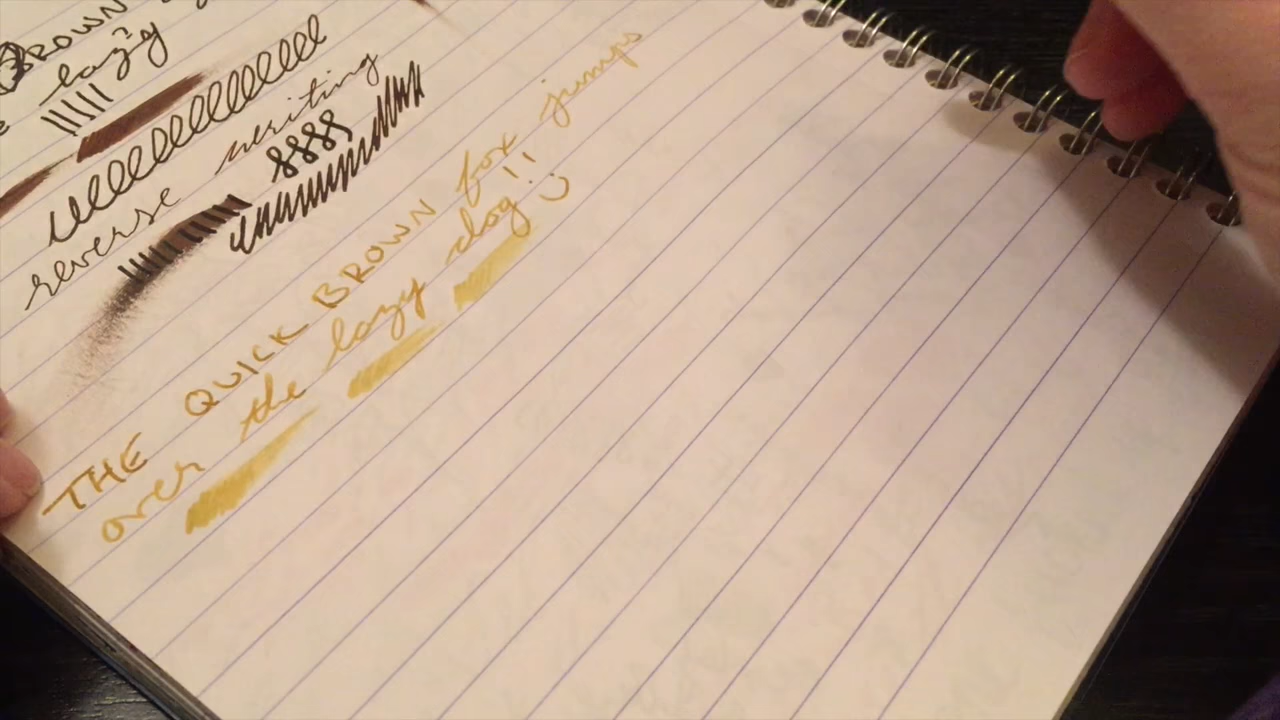 BROWN
lazy
reverse writing
THE QUICK BROWN fox jumps
over the lazy dog!! :)